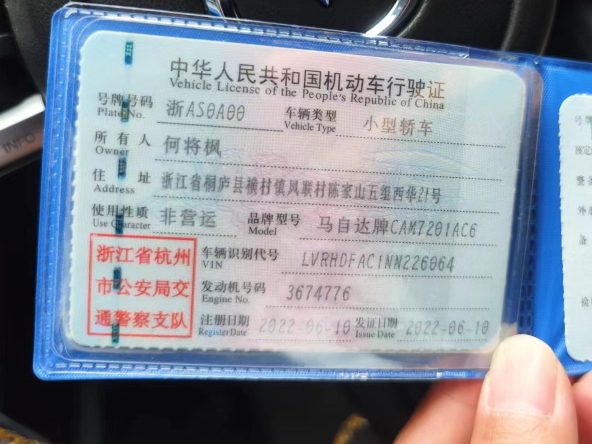 中华人民共和国机动车行驶证
Vehicle License of the People's Republic of China
号牌号码 浙AS0A00 车辆类型 小型轿车
Plate No. Vehicle Type
所有人 何将枫
Owner
住址 浙江省桐庐县横村镇凤联村陈家山五组西华21号
Address
使用性质 非营运 品牌型号 马自达牌CAM7201AC6
Use Character Model
浙江省杭州
市公安局交
通警察支队
车辆识别代号 LVRHDFAC1NN226064
VIN
发动机号码 3674776
Engine No.
注册日期 2022-06-10 发证日期 2022-06-10
Register Date Issue Date
INFO